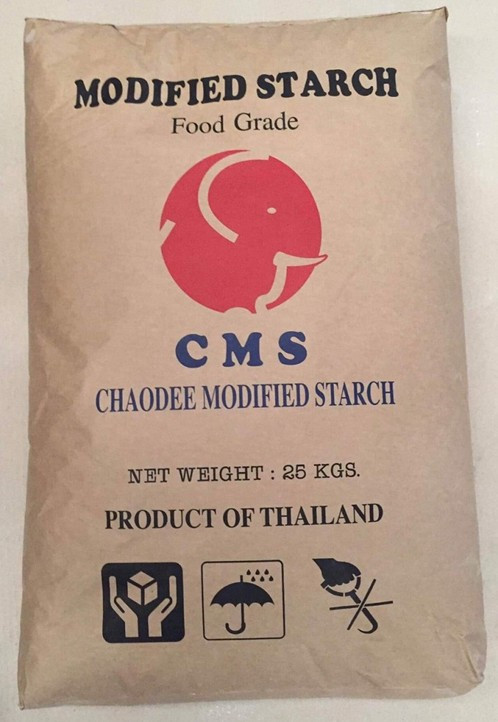 MODIFIED STARCH
Food Grade
CMS
CHAODEE MODIFIED STARCH
NET WEIGHT : 25 KGS.
PRODUCT OF THAILAND